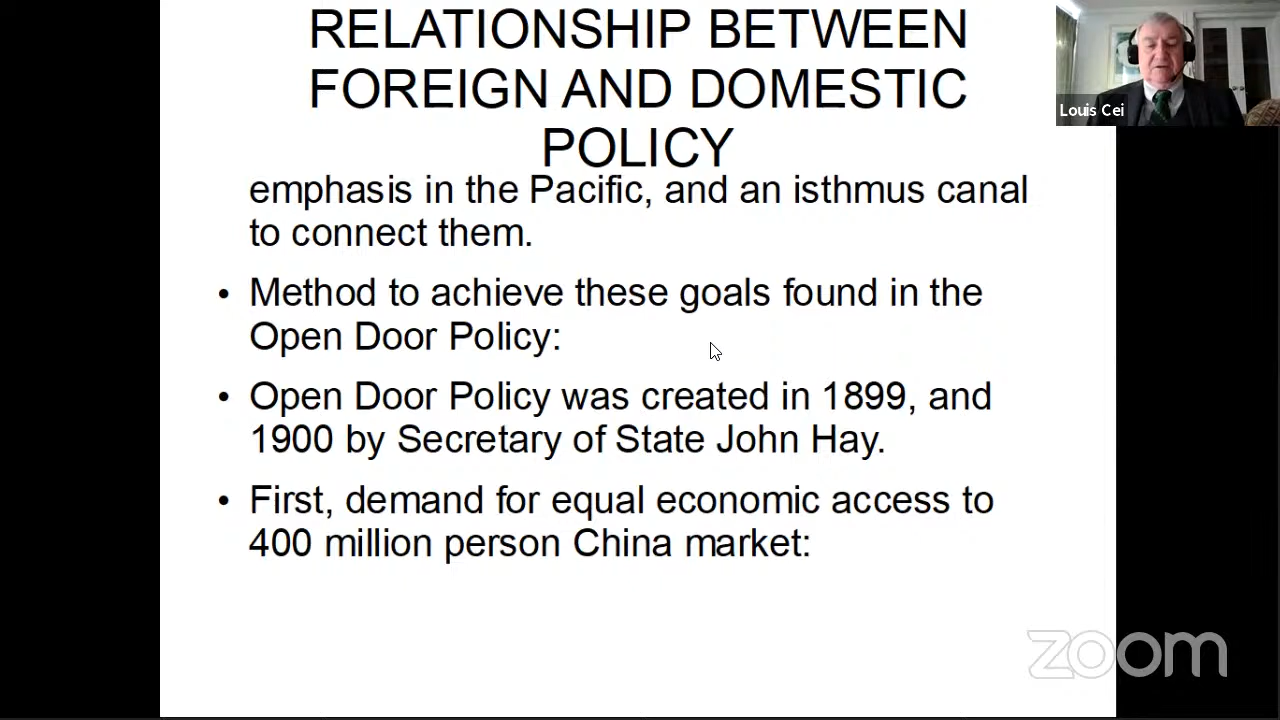 RELATIONSHIP BETWEEN
FOREIGN AND DOMESTIC
POLICY
emphasis in the Pacific, and an isthmus canal
to connect them.
• Method to achieve these goals found in the
Open Door Policy:
• Open Door Policy was created in 1899, and
1900 by Secretary of State John Hay.
• First, demand for equal economic access to
400 million person China market:
Louis Cei
zoom